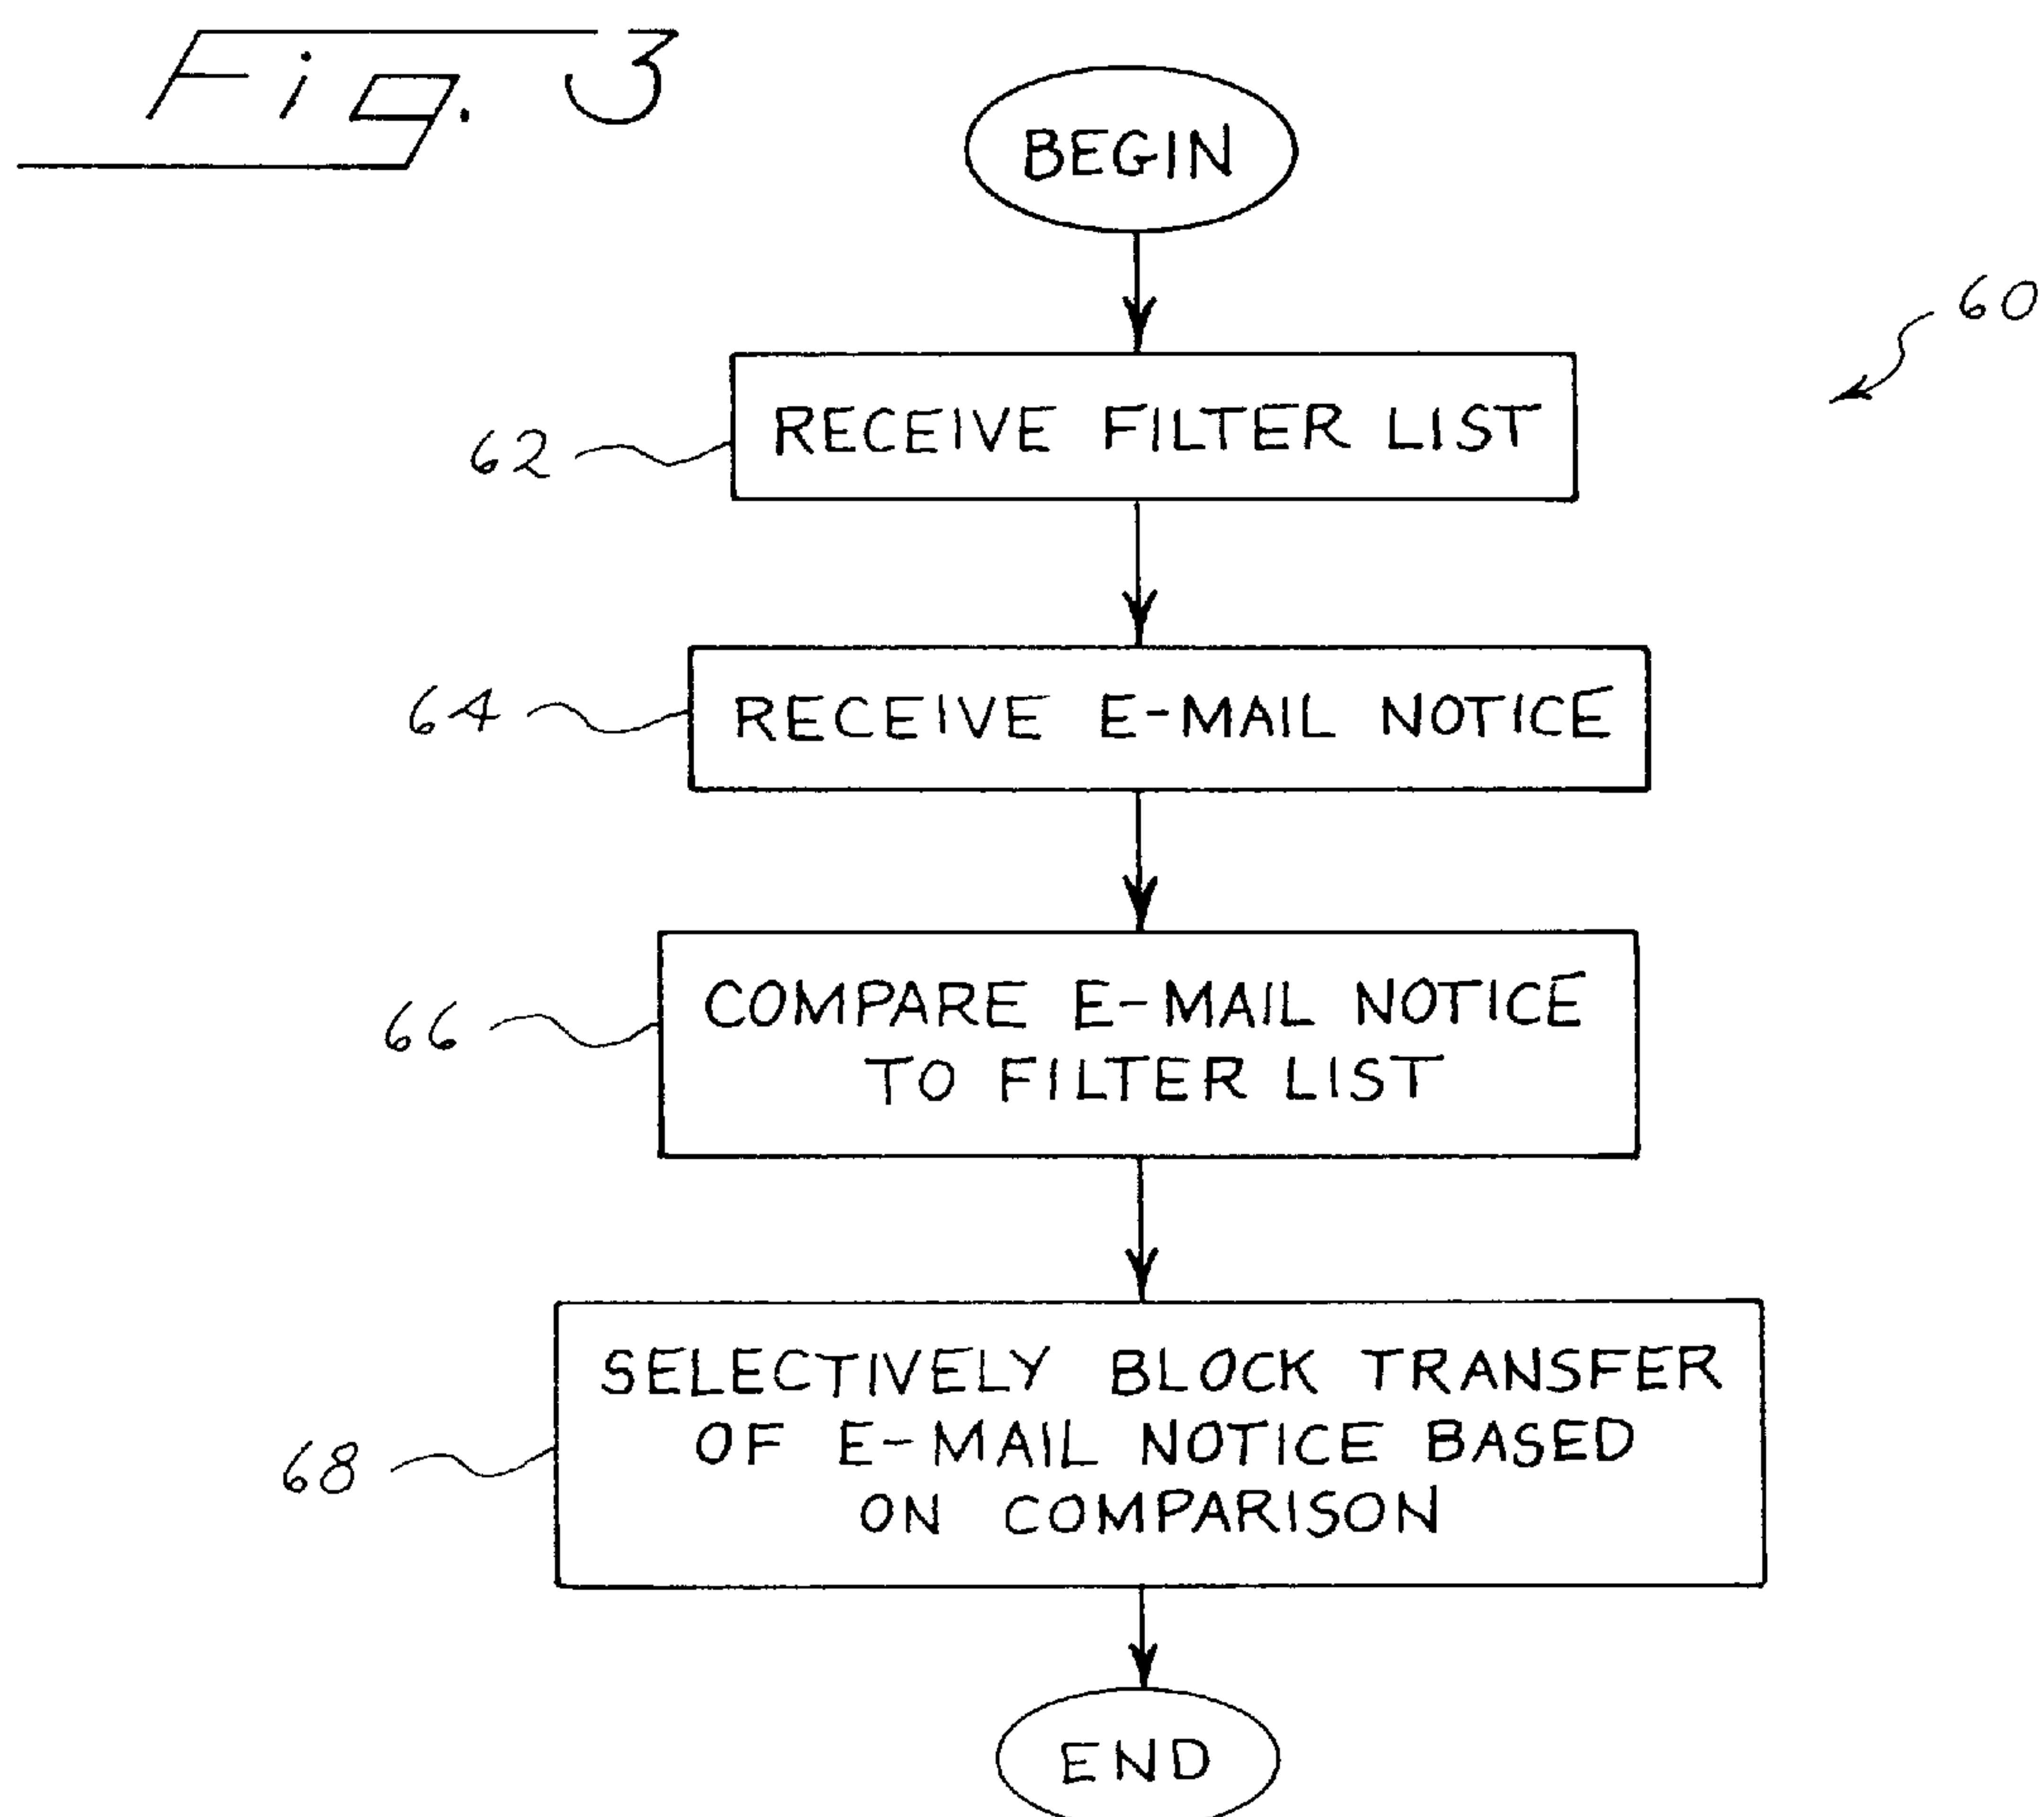 Fig. 3
BEGIN
60
RECEIVE FILTER LIST
62
RECEIVE E-MAIL NOTICE
64
COMPARE E-MAIL NOTICE
TO FILTER LIST
66
SELECTIVELY BLOCK TRANSFER
OF E-MAIL NOTICE BASED
ON COMPARISON
68
END